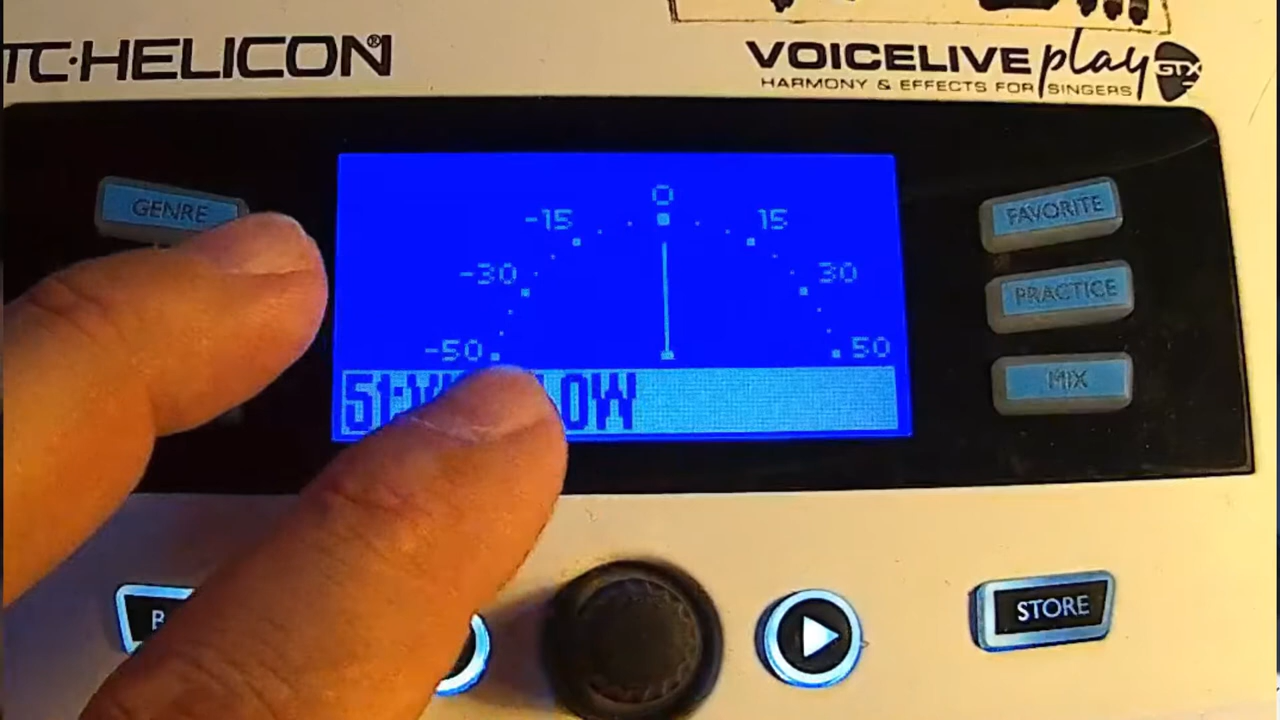 TC·HELICON®
VOICELIVE play GTX
HARMONY & EFFECTS FOR SINGERS
GENRE
0
-15 15
-30 30
-50 50
FAVORITE
PRACTICE
MIX
STORE